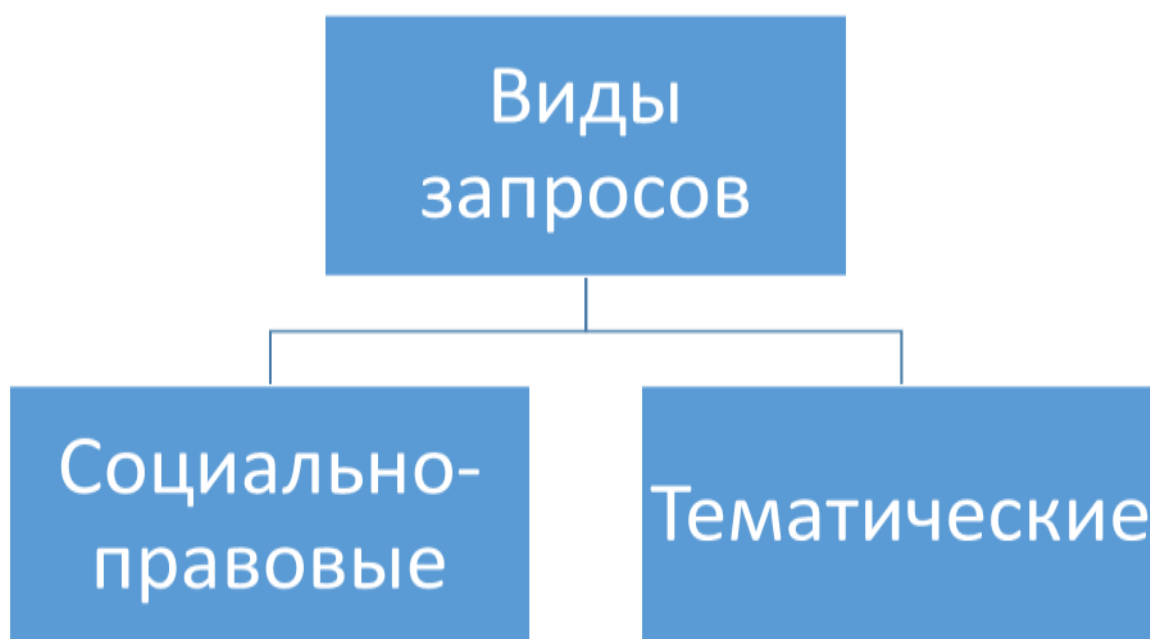 Виды
запросов
Социально-
правовые
Тематические